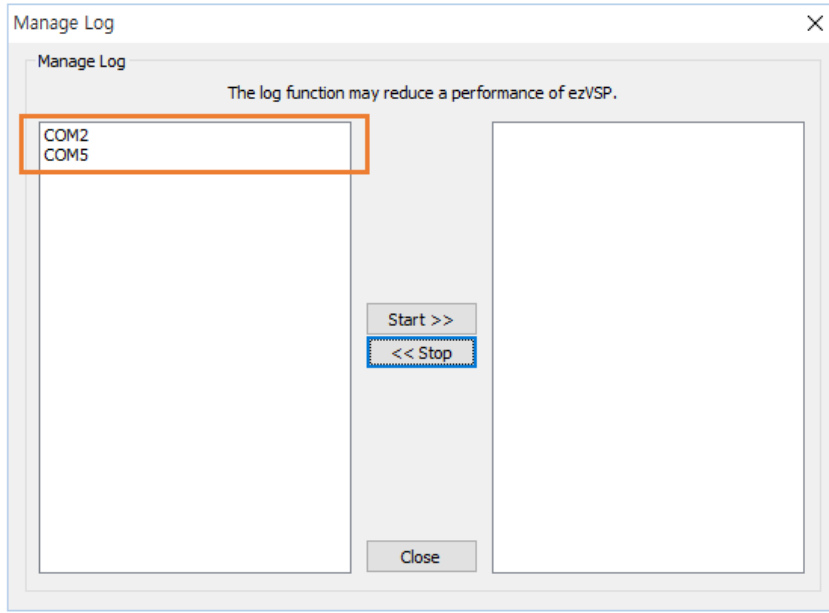 Manage Log
Manage Log
The log function may reduce a performance of ezVSP.
COM2
COM5
Start >>
<< Stop
Close